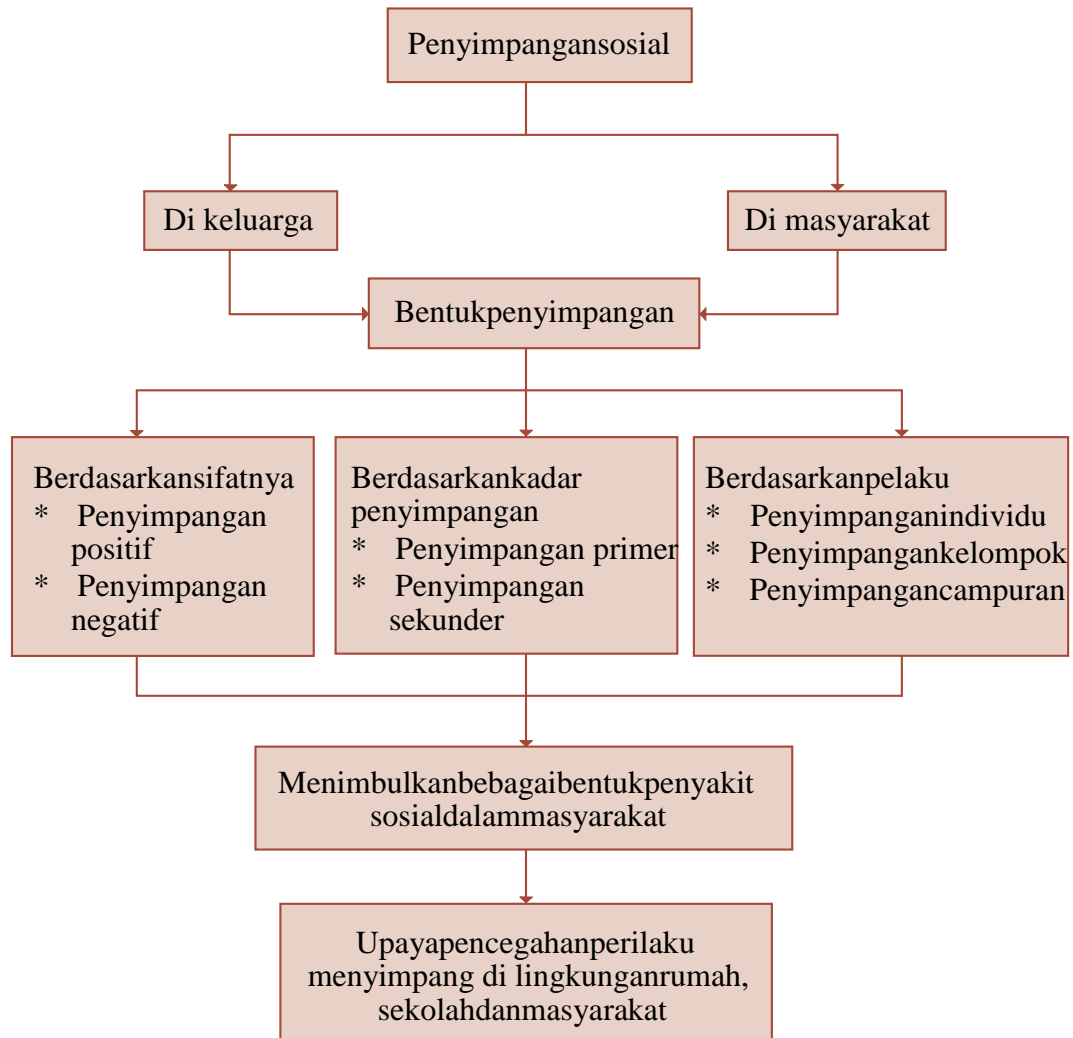 Penyimpangansosial
Di keluarga
Di masyarakat
Bentukpenyimpangan
Berdasarkansifatnya
* Penyimpangan
positif
* Penyimpangan
negatif
Berdasarkankadar
penyimpangan
* Penyimpangan primer
* Penyimpangan
sekunder
Berdasarkanpelaku
* Penyimpanganindividu
* Penyimpangankelompok
* Penyimpangancampuran
Menimbulkanbebagaibentukpenyakit
sosialdalammasyarakat
Upayapencegahanperilaku
menyimpang di lingkunganrumah,
sekolahdanmasyarakat